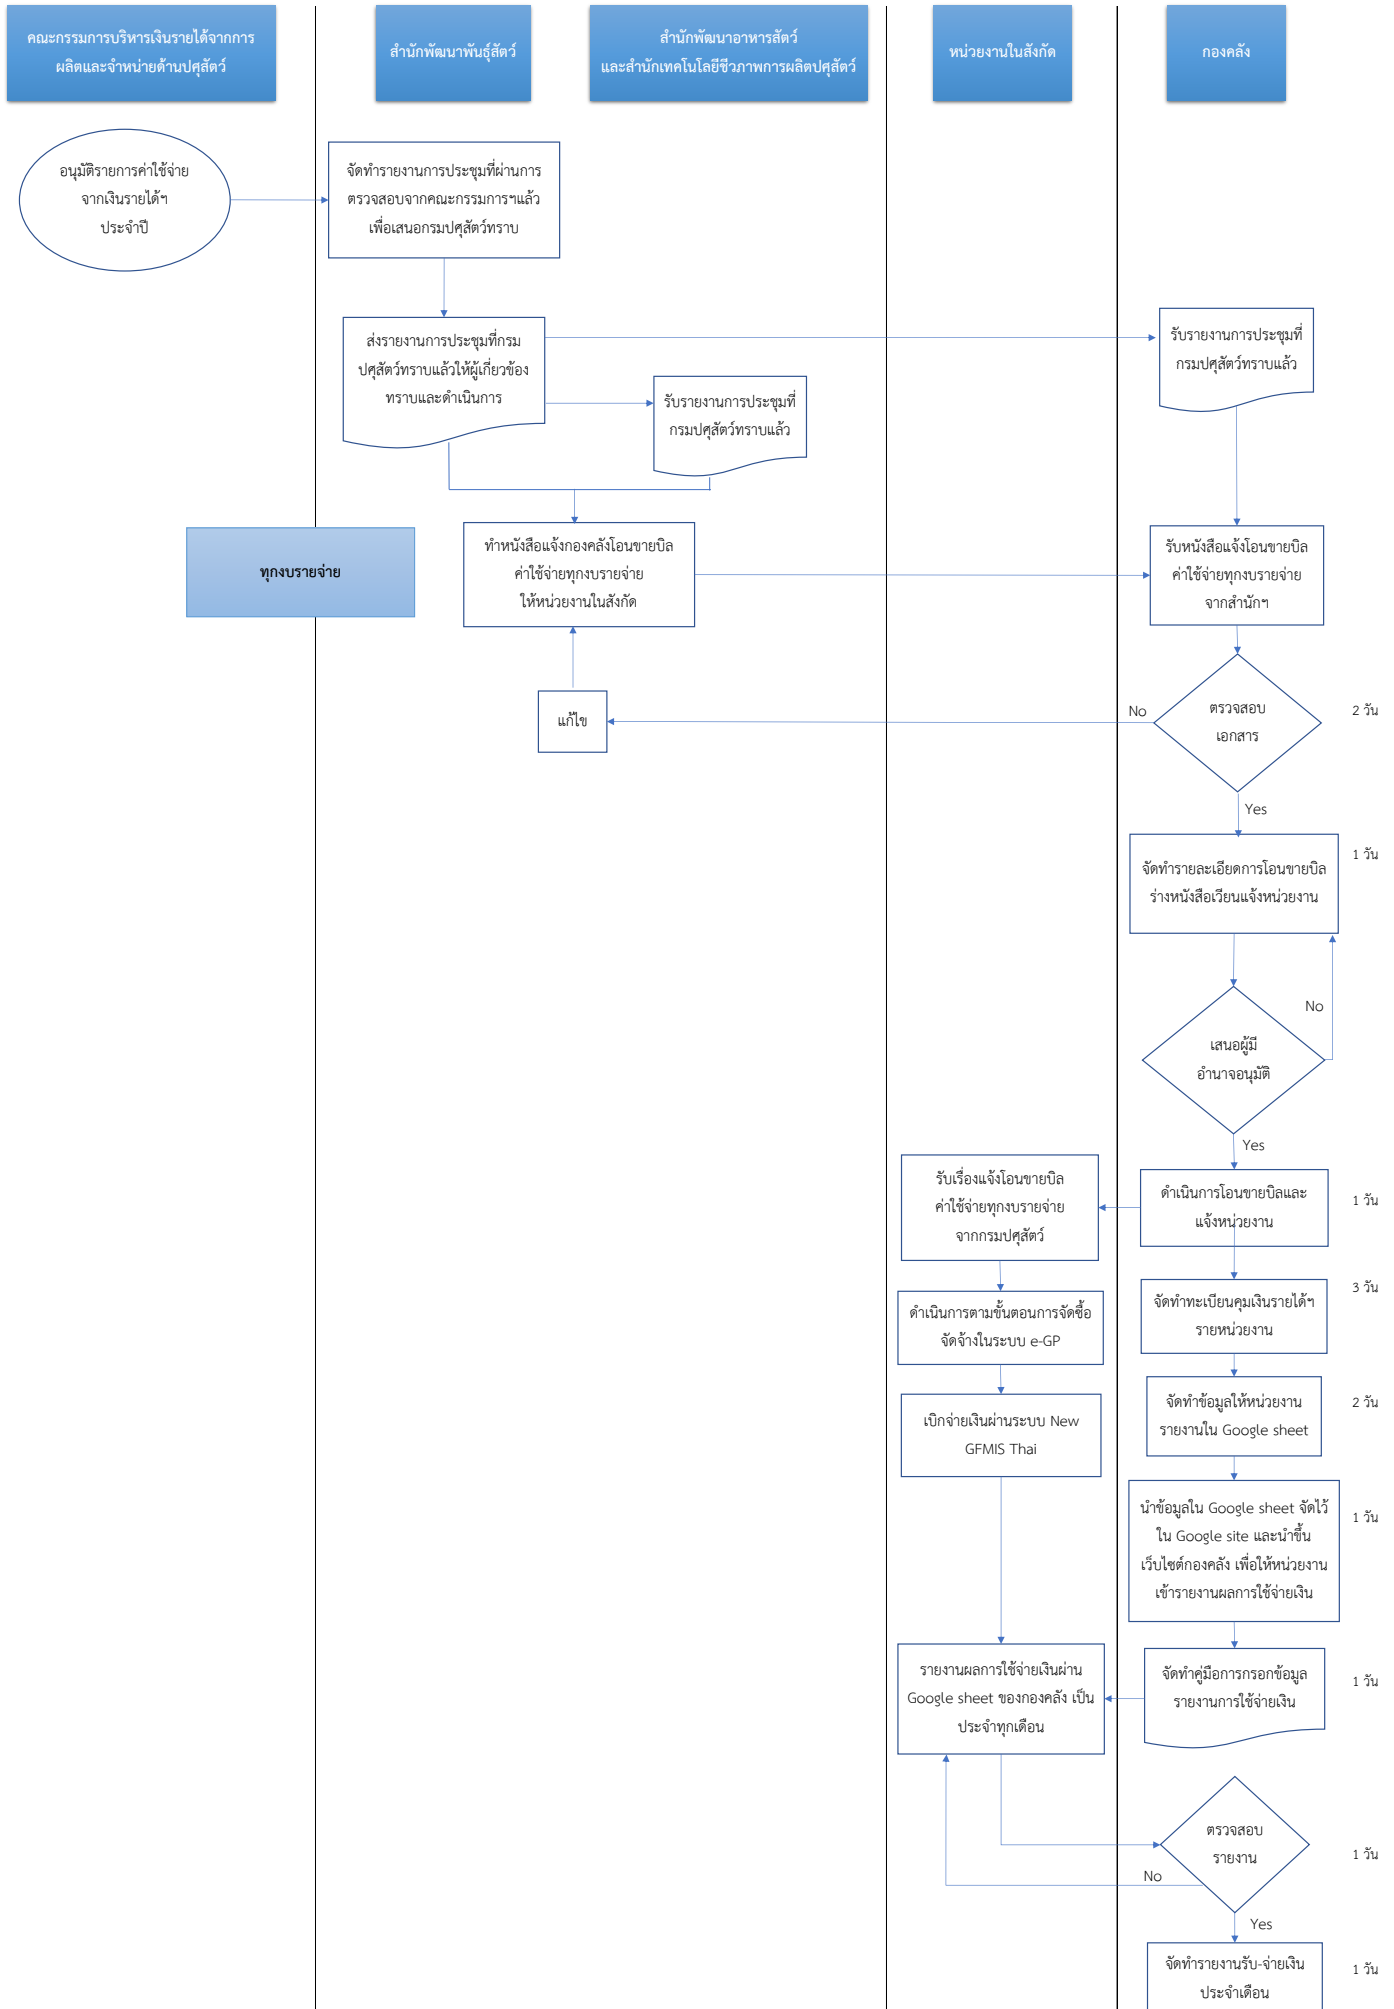 คณะกรรมการบริหารเงินรายได้จากการ
ผลิตและจำหน่ายด้านปศุสัตว์
สำนักพัฒนาพันธุ์สัตว์
สำนักพัฒนาอาหารสัตว์
และสำนักเทคโนโลยีชีวภาพการผลิตปศุสัตว์
หน่วยงานในสังกัด
กองคลัง
อนุมัติรายการค่าใช้จ่าย
จากเงินรายได้ฯ
ประจำปี
จัดทำรายงานการประชุมที่ผ่านการ
ตรวจสอบจากคณะกรรมการฯแล้ว
เพื่อเสนอกรมปศุสัตว์ทราบ
ส่งรายงานการประชุมที่กรม
ปศุสัตว์ทราบแล้วให้ผู้เกี่ยวข้อง
ทราบและดำเนินการ
รับรายงานการประชุมที่
กรมปศุสัตว์ทราบแล้ว
รับรายงานการประชุมที่
กรมปศุสัตว์ทราบแล้ว
ทุกงบรายจ่าย
ทำหนังสือแจ้งกองคลังโอนขายบิล
ค่าใช้จ่ายทุกงบรายจ่าย
ให้หน่วยงานในสังกัด
รับหนังสือแจ้งโอนขายบิล
ค่าใช้จ่ายทุกงบรายจ่าย
จากสำนักฯ
แก้ไข
No
ตรวจสอบ
เอกสาร
2 วัน
Yes
จัดทำรายละเอียดการโอนขายบิล
ร่างหนังสือเวียนแจ้งหน่วยงาน
1 วัน
No
เสนอผู้มี
อำนาจอนุมัติ
Yes
รับเรื่องแจ้งโอนขายบิล
ค่าใช้จ่ายทุกงบรายจ่าย
จากกรมปศุสัตว์
ดำเนินการโอนขายบิลและ
แจ้งหน่วยงาน
1 วัน
ดำเนินการตามขั้นตอนการจัดซื้อ
จัดจ้างในระบบ e-GP
จัดทำทะเบียนคุมเงินรายได้ฯ
รายหน่วยงาน
3 วัน
เบิกจ่ายเงินผ่านระบบ New
GFMIS Thai
จัดทำข้อมูลให้หน่วยงาน
รายงานใน Google sheet
2 วัน
นำข้อมูลใน Google sheet จัดไว้
ใน Google site และนำขึ้น
เว็บไซต์กองคลัง เพื่อให้หน่วยงาน
เข้ารายงานผลการใช้จ่ายเงิน
1 วัน
รายงานผลการใช้จ่ายเงินผ่าน
Google sheet ของกองคลัง เป็น
ประจำทุกเดือน
จัดทำคู่มือการกรอกข้อมูล
รายงานการใช้จ่ายเงิน
1 วัน
ตรวจสอบ
รายงาน
1 วัน
No
Yes
จัดทำรายงานรับ-จ่ายเงิน
ประจำเดือน
1 วัน